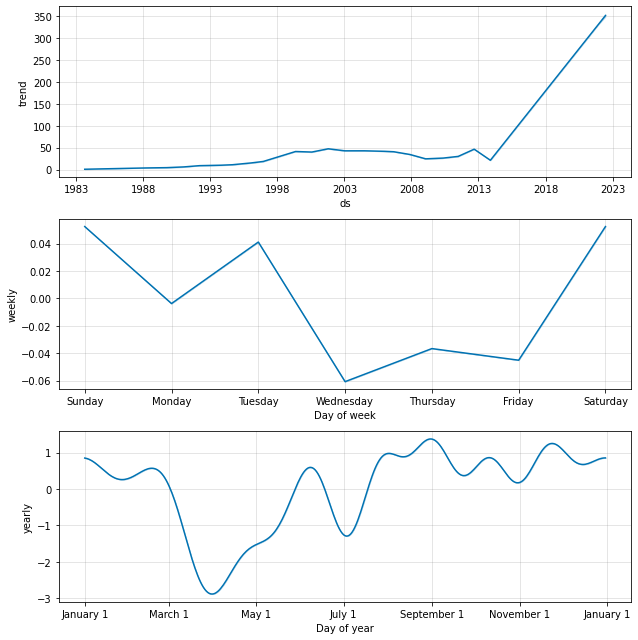 350
300
250
200
150
100
50
0
trend
1983 1988 1993 1998 2003 2008 2013 2018 2023
ds
0.04
0.02
0.00
−0.02
−0.04
−0.06
weekly
Sunday Monday Tuesday Wednesday Thursday Friday Saturday
Day of week
1
0
−1
−2
−3
yearly
January 1 March 1 May 1 July 1 September 1 November 1 January 1
Day of year